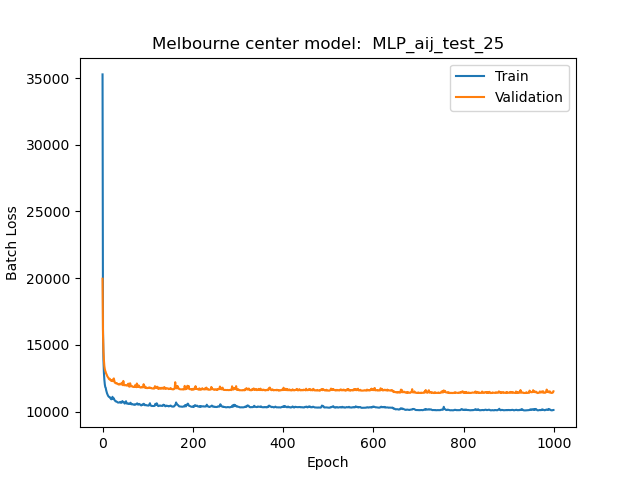 Melbourne center model:  MLP_aij_test_25
Train
Validation
Batch Loss
35000
30000
25000
20000
15000
10000
0 200 400 600 800 1000
Epoch